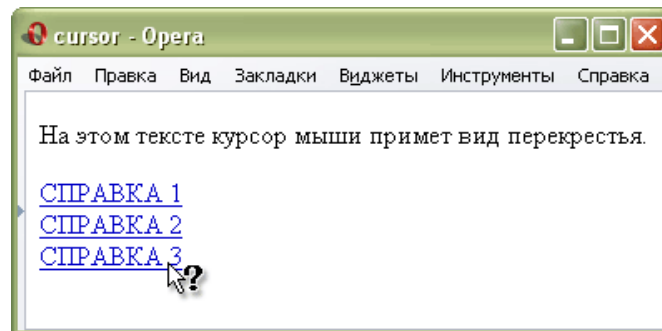 cursor - Opera
Файл Правка Вид Закладки Виджеты Инструменты Справка
На этом тексте курсор мыши примет вид перекрестья.
СПРАВКА 1
СПРАВКА 2
СПРАВКА 3